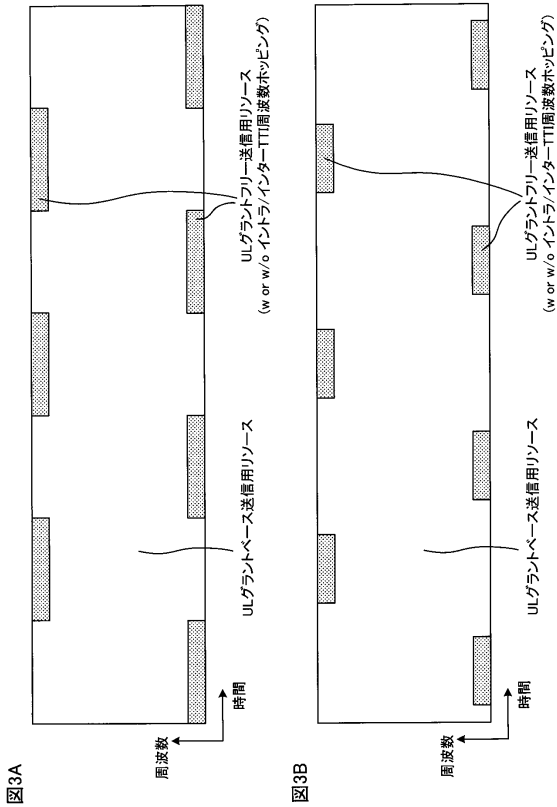 図3A
周波数
時間
ULグラントベース送信用リソース
ULグラントフリー送信用リソース
(w or w/o イントラ/インターTTI周波数ホッピング)
図3B
周波数
時間
ULグラントベース送信用リソース
ULグラントフリー送信用リソース
(w or w/o イントラ/インターTTI周波数ホッピング)